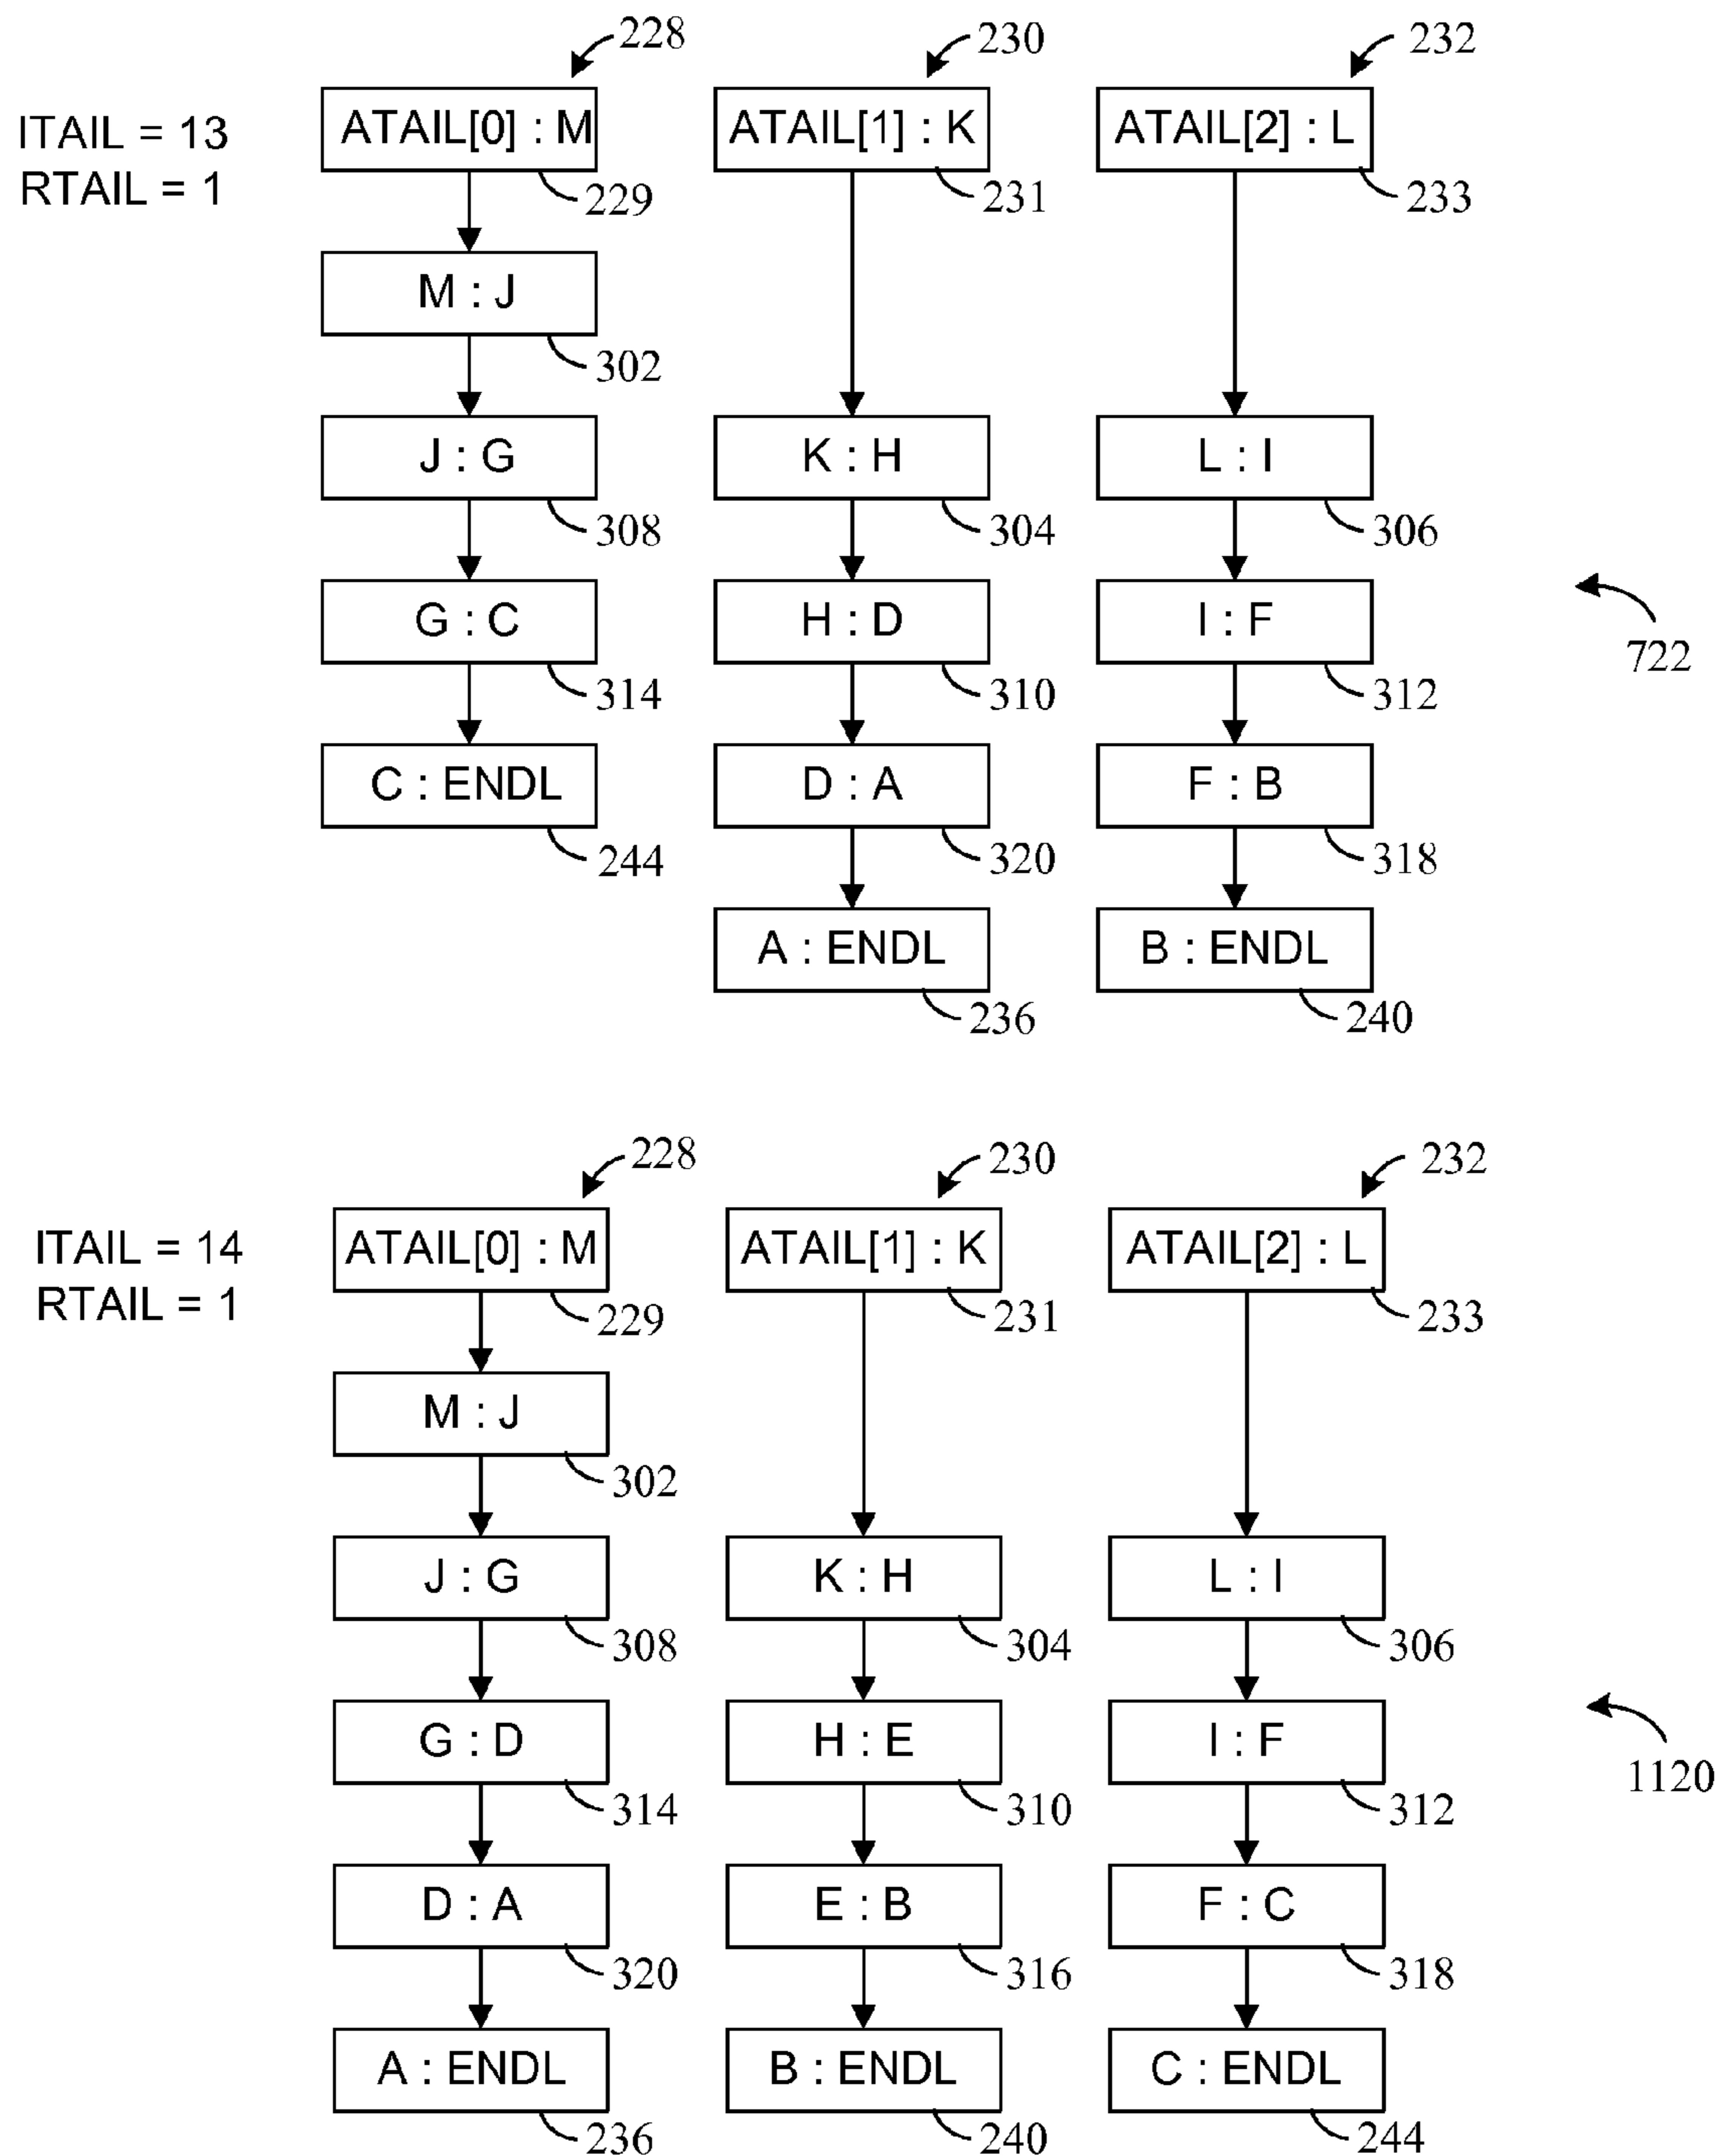 228 230 232
ITAIL = 13 ATAIL[0] : M ATAIL[1] : K ATAIL[2] : L
RTAIL = 1 229 231 233
M : J
302
J : G K : H L : I
308 304 306
G : C H : D I : F
722
314 310 312
C : ENDL D : A F : B
244 320 318
A : ENDL B : ENDL
236 240
228 230 232
ITAIL = 14 ATAIL[0] : M ATAIL[1] : K ATAIL[2] : L
RTAIL = 1 229 231 233
M : J
302
J : G K : H L : I
308 304 306
G : D H : E I : F
1120
314 310 312
D : A E : B F : C
320 316 318
A : ENDL B : ENDL C : ENDL
236 240 244